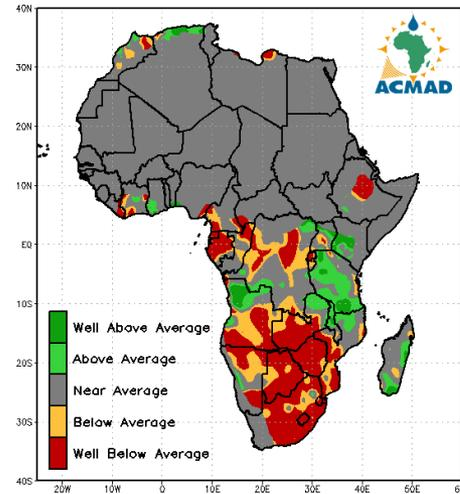 ACMAD
40N
30N
20N
10N
EQ
10S
20S
30S
40S
Well Above Average
Above Average
Near Average
Below Average
Well Below Average
20W 10W 0 10E 20E 30E 40E 50E